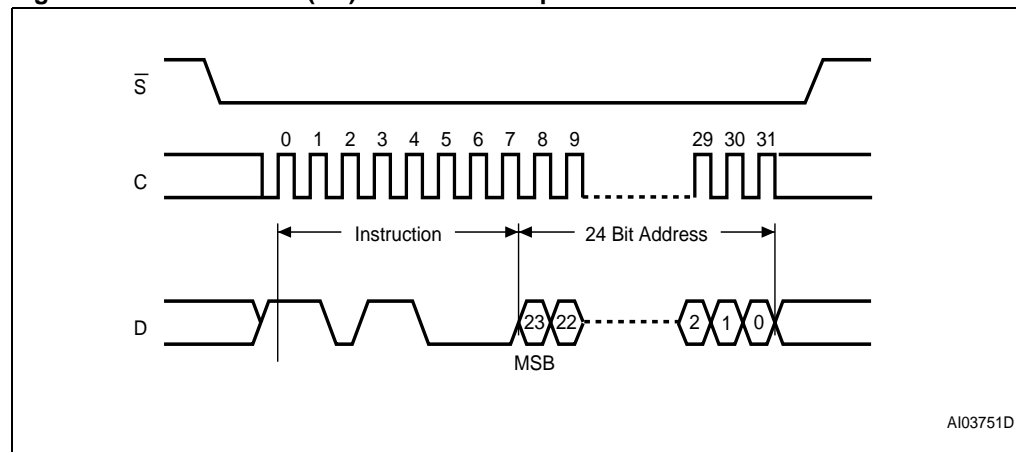 S̅
0 1 2 3 4 5 6 7 8 9 29 30 31
C
Instruction 24 Bit Address
D 23 22 2 1 0
MSB
AI03751D